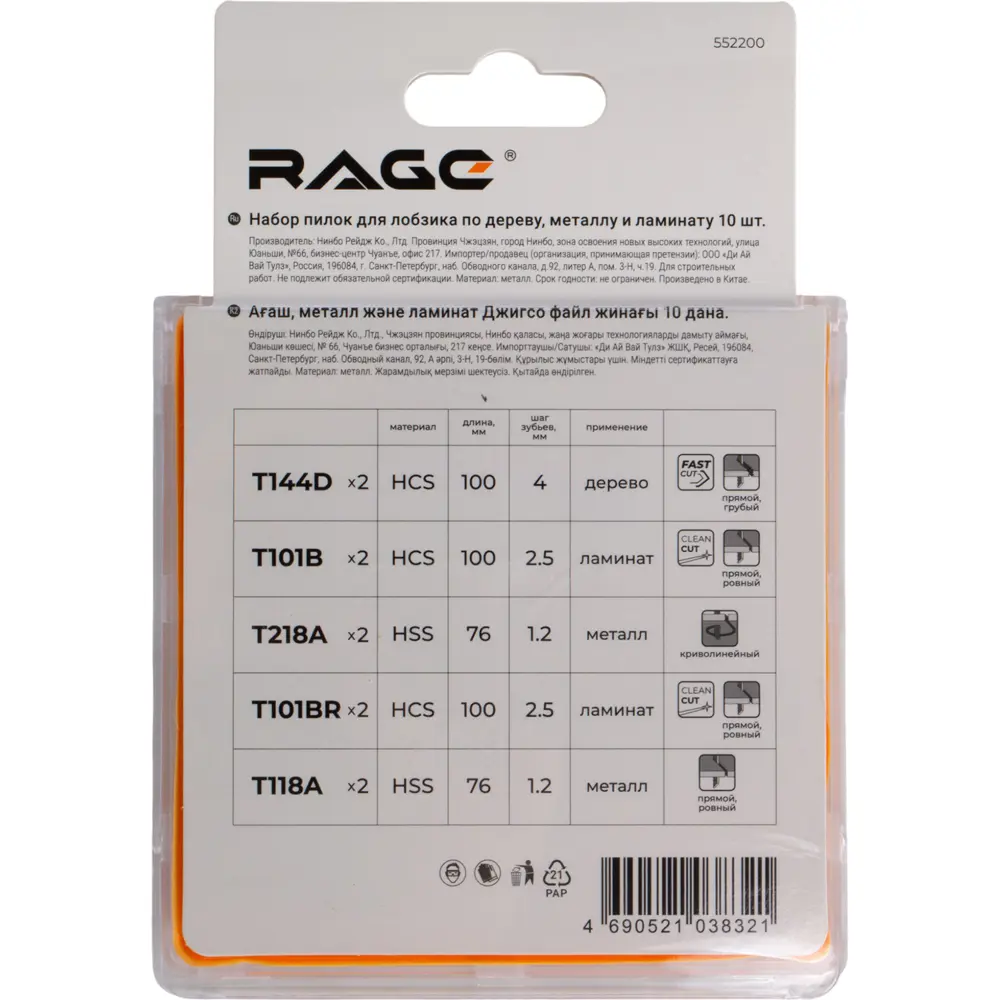 552200
RAGE®
Ru Набор пилок для лобзика по дереву, металлу и ламинату 10 шт.
Производитель: Нинбо Рейдж Ко., Лтд. Провинция Чжэцзян, город Нинбо, зона освоения новых высоких технологий, улица
Юаньши, №66, бизнес-центр Чуанъе, офис 217. Импортер/продавец (организация, принимающая претензии): ООО «Ди Ай
Вай Тулз», Россия, 196084, г. Санкт-Петербург, наб. Обводного канала, д.92, литер А, пом. 3-Н, ч.19. Для строительных
работ. Не подлежит обязательной сертификации. Материал: металл. Срок годности: не ограничен. Произведено в Китае.
Kz Ағаш, металл және ламинат Джигсо файл жинағы 10 дана.
Өндіруші: Нинбо Рейдж Ко., Лтд., Чжэцзян провинциясы, Нинбо қаласы, жаңа жоғары технологияларды дамыту аймағы,
Юаньши көшесі, № 66, Чуанъе бизнес орталығы, 217 кеңсе. Импорттаушы/Сатушы: «Ди Ай Вай Тулз» ЖШҚ, Ресей, 196084,
Санкт-Петербург, наб. Обводный канал, 92, А әрпі, 3-Н, 19-бөлім. Құрылыс жұмыстары үшін. Міндетті сертификаттауға
жатпайды. Материал: металл. Жарамдылық мерзімі шектеусіз. Қытайда өндірілген.
материал длина, мм шаг зубьев, мм применение
T144D x2 HCS 100 4 дерево FAST CUT прямой, грубый
T101B x2 HCS 100 2.5 ламинат CLEAN CUT прямой, ровный
T218A x2 HSS 76 1.2 металл криволинейный
T101BR x2 HCS 100 2.5 ламинат CLEAN CUT прямой, ровный
T118A x2 HSS 76 1.2 металл прямой, ровный
21
PAP
4 690521 038321